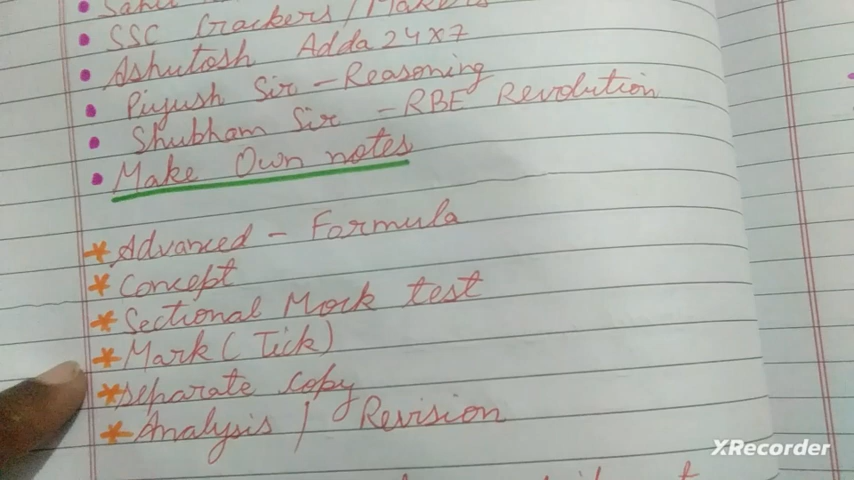 SSC Crackers / Makers
Ashutosh Adda 24x7
Piyush Sir - Reasoning
Shubham Sir - RBE Revolution
Make Own notes
Advanced - Formula
Concept
Sectional Mock test
Mark ( Tick )
separate copy
Analysis / Revision
XRecorder